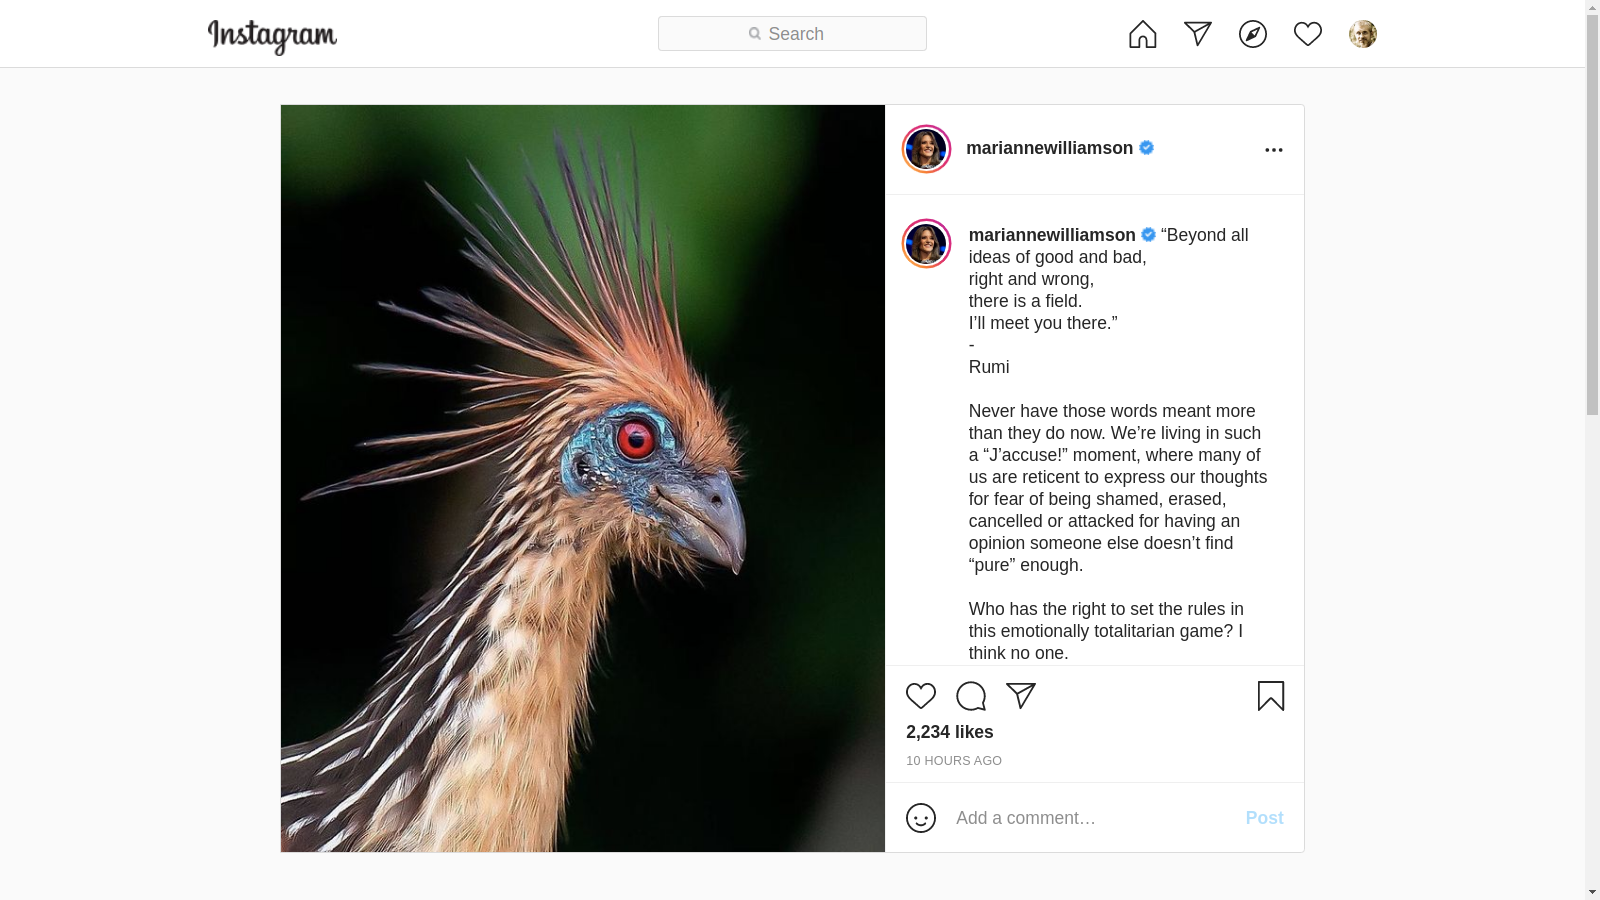 Instagram
Search
mariannewilliamson
mariannewilliamson “Beyond all
ideas of good and bad,
right and wrong,
there is a field.
I’ll meet you there.”
-
Rumi
Never have those words meant more
than they do now. We’re living in such
a “J’accuse!” moment, where many of
us are reticent to express our thoughts
for fear of being shamed, erased,
cancelled or attacked for having an
opinion someone else doesn’t find
“pure” enough.
Who has the right to set the rules in
this emotionally totalitarian game? I
think no one.
2,234 likes
10 HOURS AGO
Add a comment…
Post